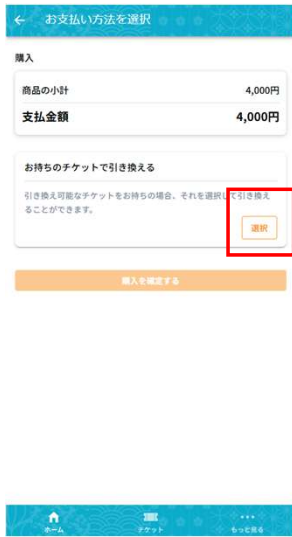 ← お支払い方法を選択
購入
商品の小計 4,000円
支払金額 4,000円
お持ちのチケットで引き換える
引き換え可能なチケットをお持ちの場合、それを選択して引き換え
ることができます。
選択
購入を確定する
ホーム チケット もっと見る